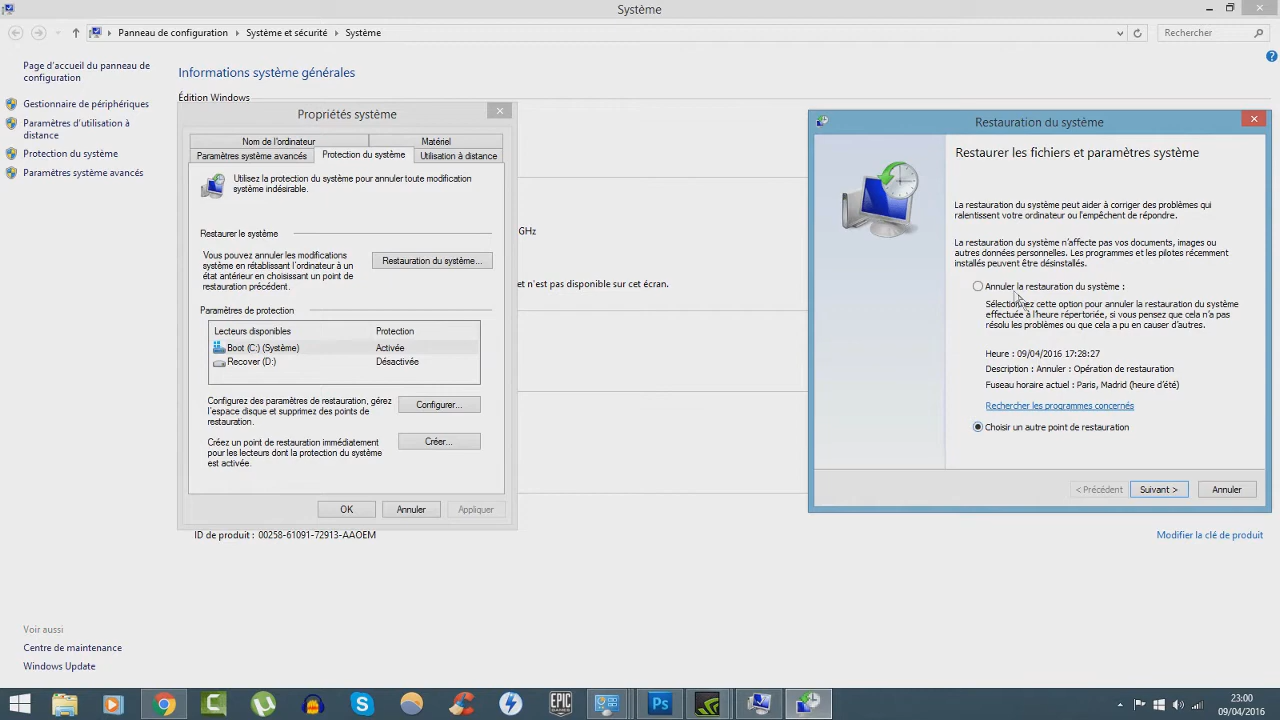 Système
Panneau de configuration
Système et sécurité
Système
Rechercher
Page d'accueil du panneau de
configuration
Gestionnaire de périphériques
Paramètres d'utilisation à
distance
Protection du système
Paramètres système avancés
Informations système générales
Édition Windows
Propriétés système
Nom de l'ordinateur
Matériel
Paramètres système avancés
Protection du système
Utilisation à distance
Utilisez la protection du système pour annuler toute modification
système indésirable.
Restaurer le système
Vous pouvez annuler les modifications
système en rétablissant l'ordinateur à un
état antérieur en choisissant un point de
restauration précédent.
Restauration du système...
Paramètres de protection
Lecteurs disponibles
Protection
Boot (C:) (Système)
Activée
Recover (D:)
Désactivée
Configurez des paramètres de restauration, gérez
l'espace disque et supprimez des points de
restauration.
Configurer...
Créez un point de restauration immédiatement
pour les lecteurs dont la protection du système
est activée.
Créer...
OK
Annuler
Appliquer
GHz
et n'est pas disponible sur cet écran.
ID de produit : 00258-61091-72913-AAOEM
Restauration du système
Restaurer les fichiers et paramètres système
La restauration du système peut aider à corriger des problèmes qui
ralentissent votre ordinateur ou l'empêchent de répondre.
La restauration du système n'affecte pas vos documents, images ou
autres données personnelles. Les programmes et les pilotes récemment
installés peuvent être désinstallés.
Annuler la restauration du système :
Sélectionnez cette option pour annuler la restauration du système
effectuée à l'heure répertoriée, si vous pensez que cela n'a pas
résolu les problèmes ou que cela a pu en causer d'autres.
Heure : 09/04/2016 17:28:27
Description : Annuler : Opération de restauration
Fuseau horaire actuel : Paris, Madrid (heure d'été)
Rechercher les programmes concernés
Choisir un autre point de restauration
< Précédent
Suivant >
Annuler
Modifier la clé de produit
Voir aussi
Centre de maintenance
Windows Update
EPIC
GAMES
Ps
23:00
09/04/2016